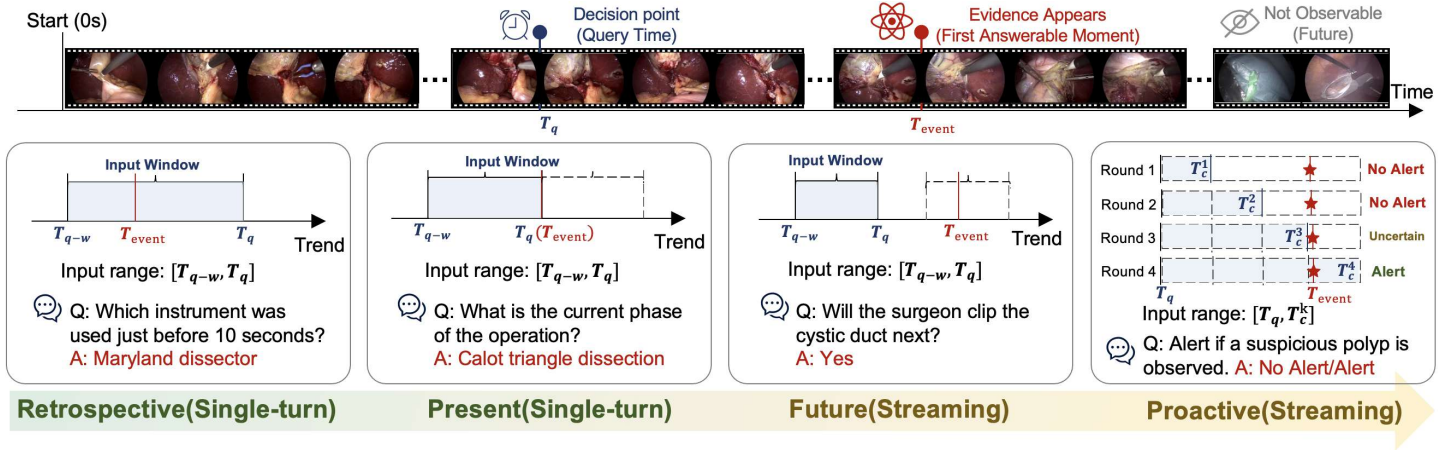 Start (0s)
Decision point
(Query Time)
Evidence Appears
(First Answerable Moment)
Not Observable
(Future)
Time
T_q
T_event
Input Window
T_{q-w}
T_event
T_q
Trend
Input range: [T_{q-w}, T_q]
Q: Which instrument was
used just before 10 seconds?
A: Maryland dissector
Input Window
T_{q-w}
T_q(T_event)
Trend
Input range: [T_{q-w}, T_q]
Q: What is the current phase
of the operation?
A: Calot triangle dissection
Input Window
T_{q-w}
T_q
T_event
Trend
Input range: [T_{q-w}, T_q]
Q: Will the surgeon clip the
cystic duct next?
A: Yes
Round 1 T_c^1 No Alert
Round 2 T_c^2 No Alert
Round 3 T_c^3 Uncertain
Round 4 T_c^4 Alert
T_q
T_event
Input range: [T_q, T_c^k]
Q: Alert if a suspicious polyp is
observed. A: No Alert/Alert
Retrospective(Single-turn)
Present(Single-turn)
Future(Streaming)
Proactive(Streaming)